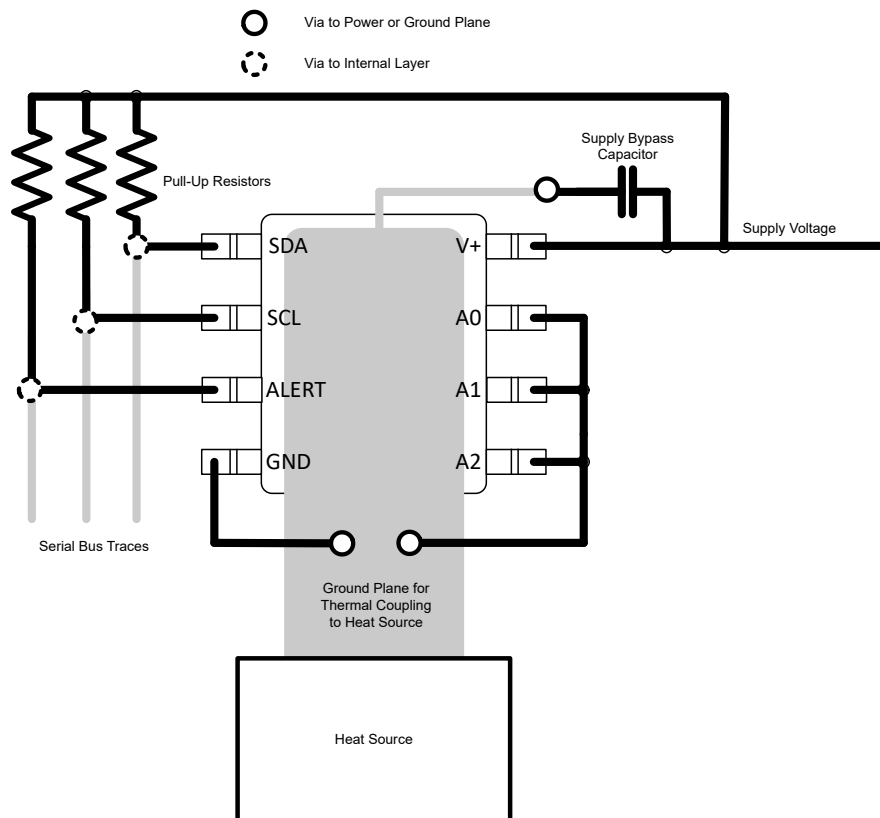 Via to Power or Ground Plane
Via to Internal Layer
Supply Bypass
Capacitor
Pull-Up Resistors
Supply Voltage
SDA
V+
SCL
A0
ALERT
A1
GND
A2
Serial Bus Traces
Ground Plane for
Thermal Coupling
to Heat Source
Heat Source